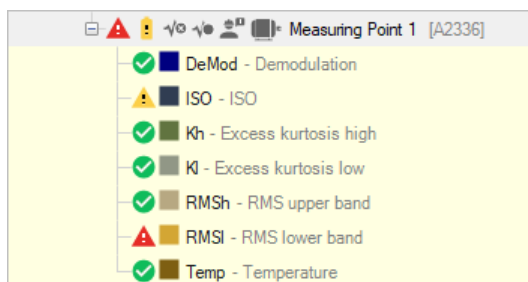 Measuring Point 1 [A2336]
DeMod - Demodulation
ISO - ISO
Kh - Excess kurtosis high
Kl - Excess kurtosis low
RMSh - RMS upper band
RMSl - RMS lower band
Temp - Temperature